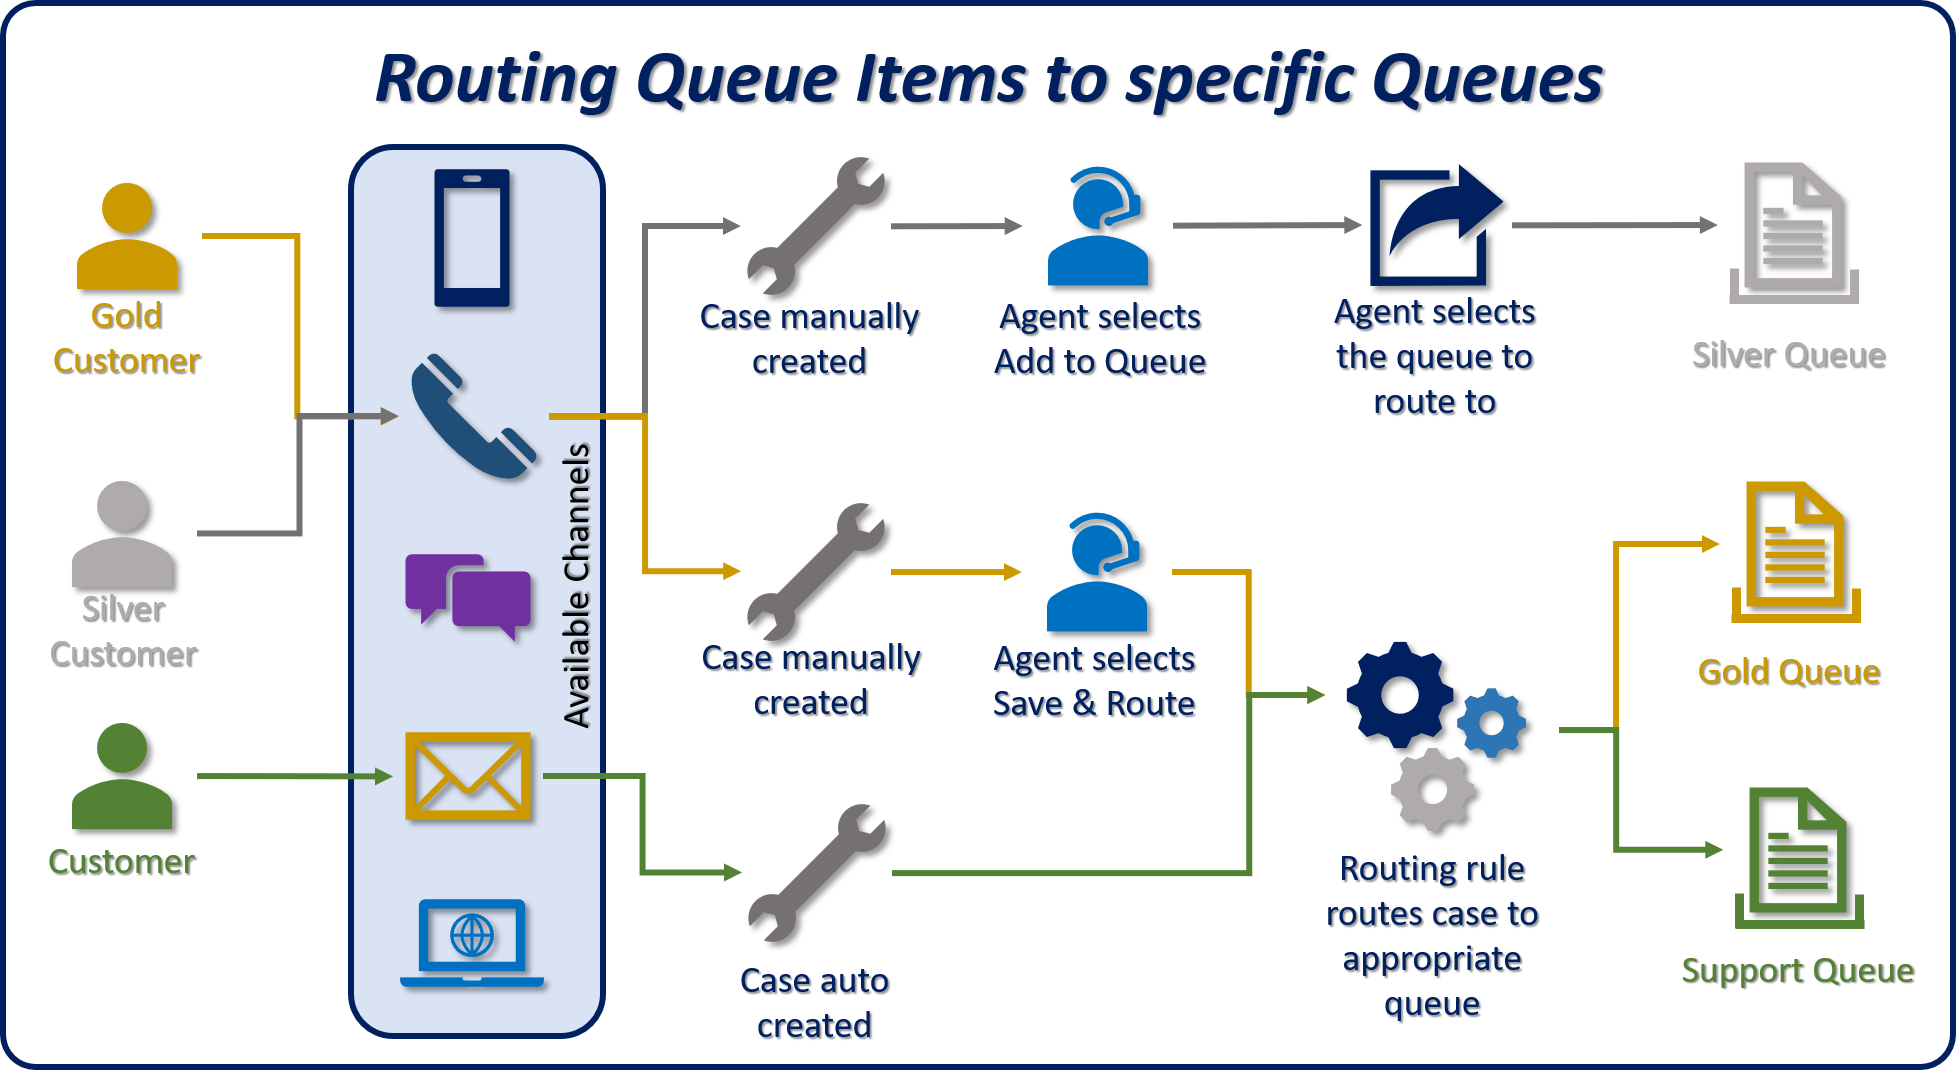 Routing Queue Items to specific Queues
Gold
Customer
Silver
Customer
Customer
Available Channels
Case manually
created
Agent selects
Add to Queue
Agent selects
the queue to
route to
Silver Queue
Case manually
created
Agent selects
Save & Route
Gold Queue
Case auto
created
Routing rule
routes case to
appropriate
queue
Support Queue